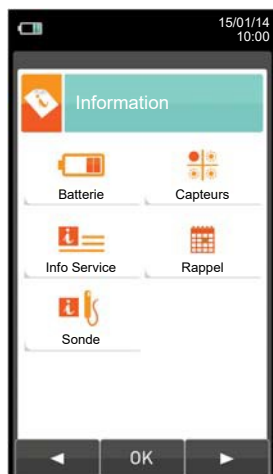 15/01/14
10:00
Information
Batterie
Capteurs
Info Service
Rappel
Sonde
OK